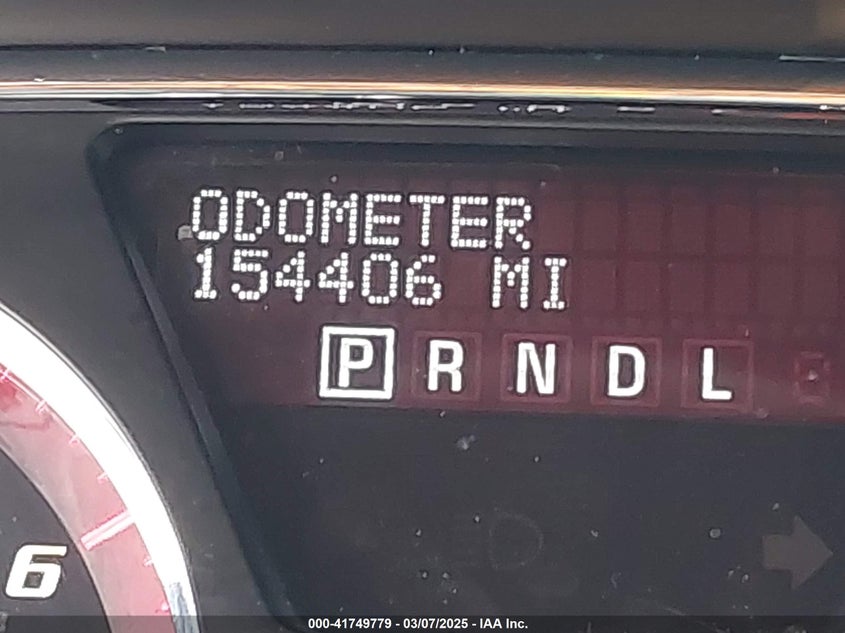 ODOMETER
154406 MI
P R N D L
6
000-41749779 - 03/07/2025 - IAA Inc.